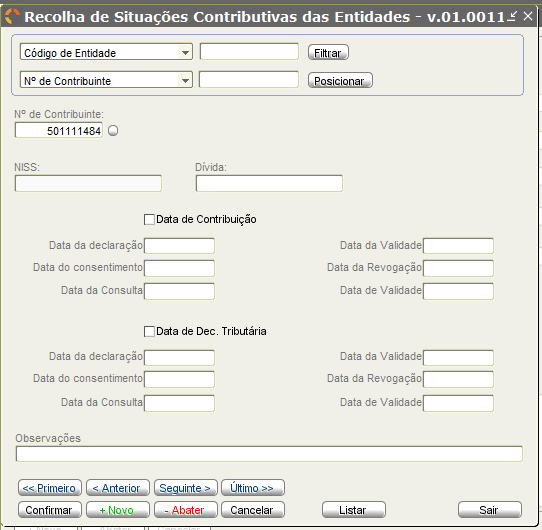 Recolha de Situações Contributivas das Entidades - v.01.0011
Código de Entidade Filtrar
Nº de Contribuinte Posicionar
Nº de Contribuinte:
501111484
NISS: Dívida:
Data de Contribuição
Data da declaração Data da Validade
Data do consentimento Data da Revogação
Data da Consulta Data de Validade
Data de Dec. Tributária
Data da declaração Data da Validade
Data do consentimento Data da Revogação
Data da Consulta Data de Validade
Observações
<< Primeiro < Anterior Seguinte > Último >>
Confirmar + Novo - Abater Cancelar Listar Sair
+ Novo Abater Cancelar